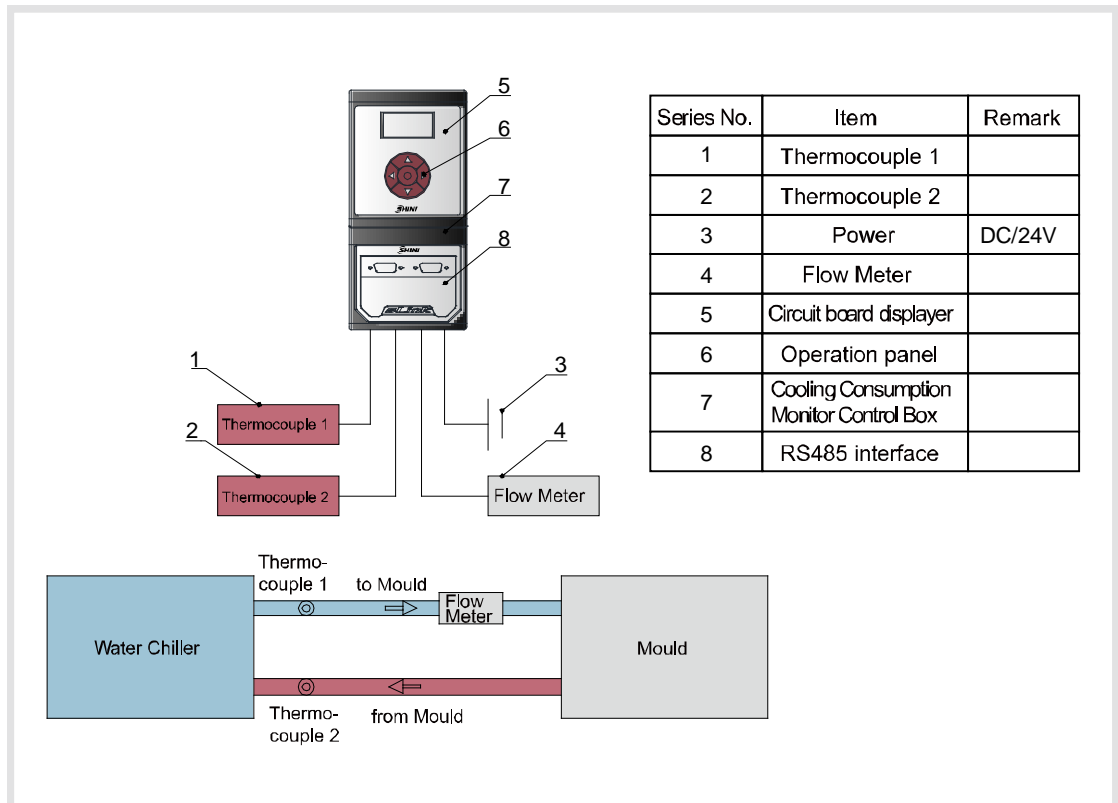 5
6
7
8
SHINI
SHINI
1
Thermocouple 1
2
Thermocouple 2
3
4
Flow Meter
Series No. Item Remark
1 Thermocouple 1
2 Thermocouple 2
3 Power DC/24V
4 Flow Meter
5 Circuit board displayer
6 Operation panel
7 Cooling Consumption
Monitor Control Box
8 RS485 interface
Thermo-
couple 1
to Mould
Flow
Meter
Water Chiller
Mould
Thermo-
couple 2
from Mould